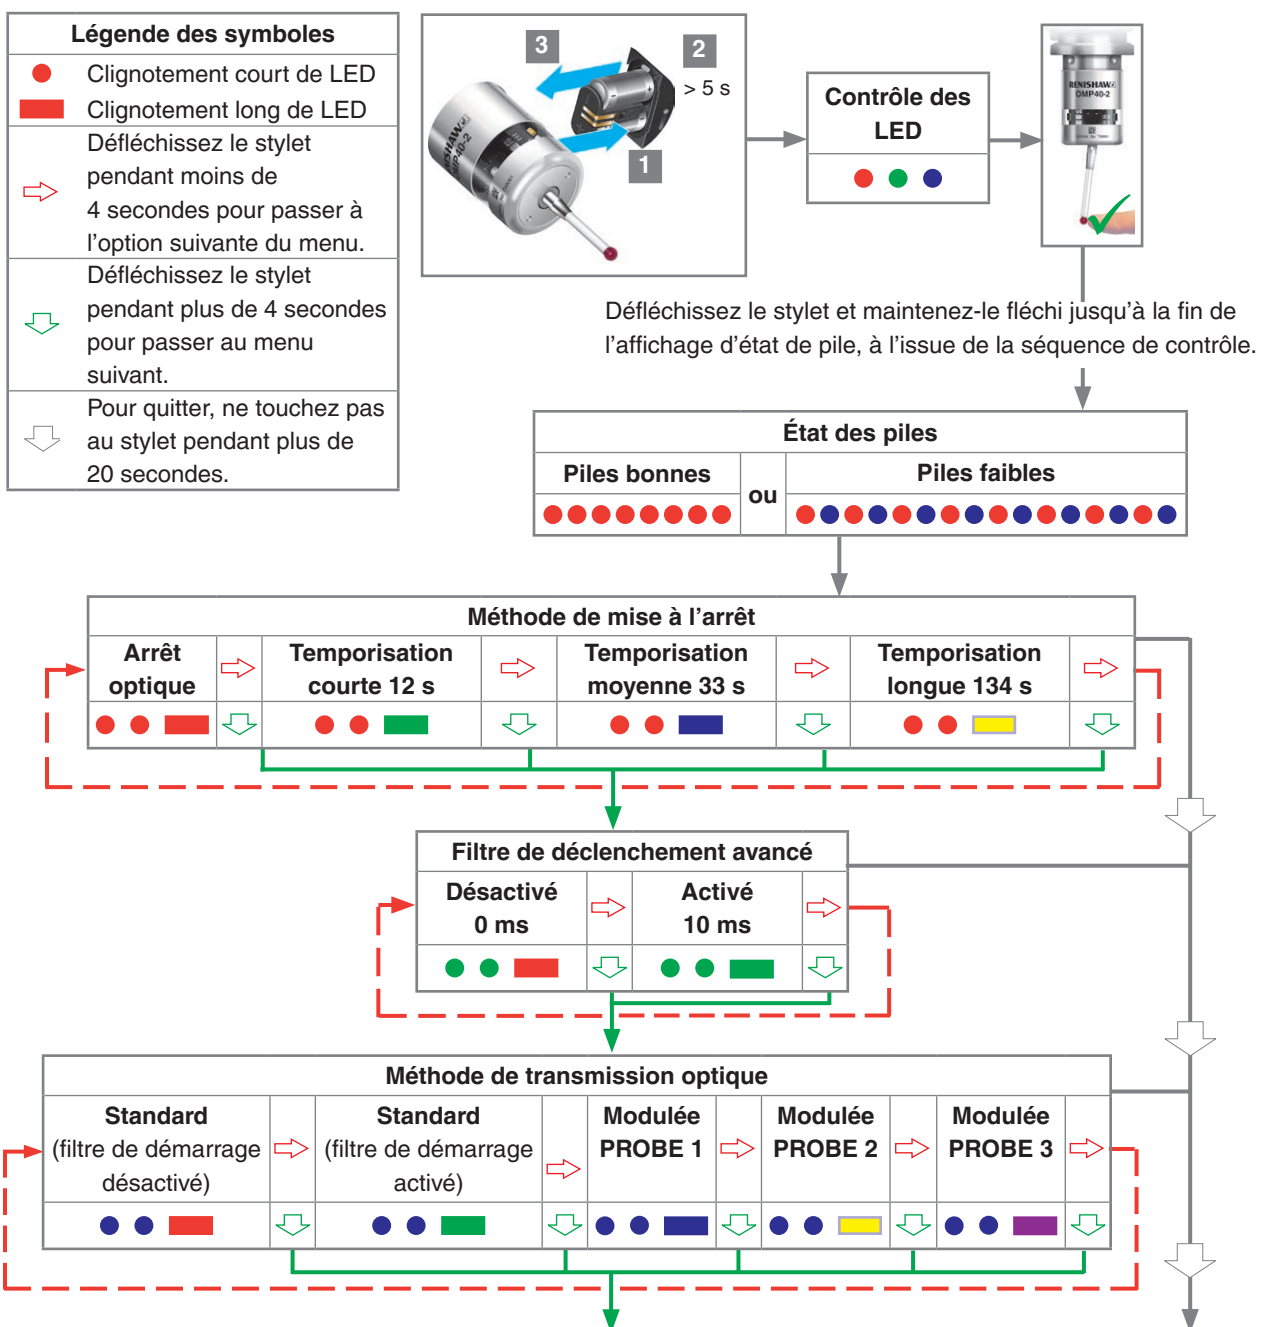 Légende des symboles
Clignotement court de LED
Clignotement long de LED
Défléchissez le stylet
pendant moins de
4 secondes pour passer à
l'option suivante du menu.
Défléchissez le stylet
pendant plus de 4 secondes
pour passer au menu
suivant.
Pour quitter, ne touchez pas
au stylet pendant plus de
20 secondes.
3
2
> 5 s
1
RENISHAW
OMP40-2
Contrôle des
LED
RENISHAW
OMP40-2
Défléchissez le stylet et maintenez-le fléchi jusqu'à la fin de
l'affichage d'état de pile, à l'issue de la séquence de contrôle.
État des piles
Piles bonnes
ou
Piles faibles
Méthode de mise à l'arrêt
Arrêt
optique
Temporisation
courte 12 s
Temporisation
moyenne 33 s
Temporisation
longue 134 s
Filtre de déclenchement avancé
Désactivé
0 ms
Activé
10 ms
Méthode de transmission optique
Standard
(filtre de démarrage
désactivé)
Standard
(filtre de démarrage
activé)
Modulée
PROBE 1
Modulée
PROBE 2
Modulée
PROBE 3